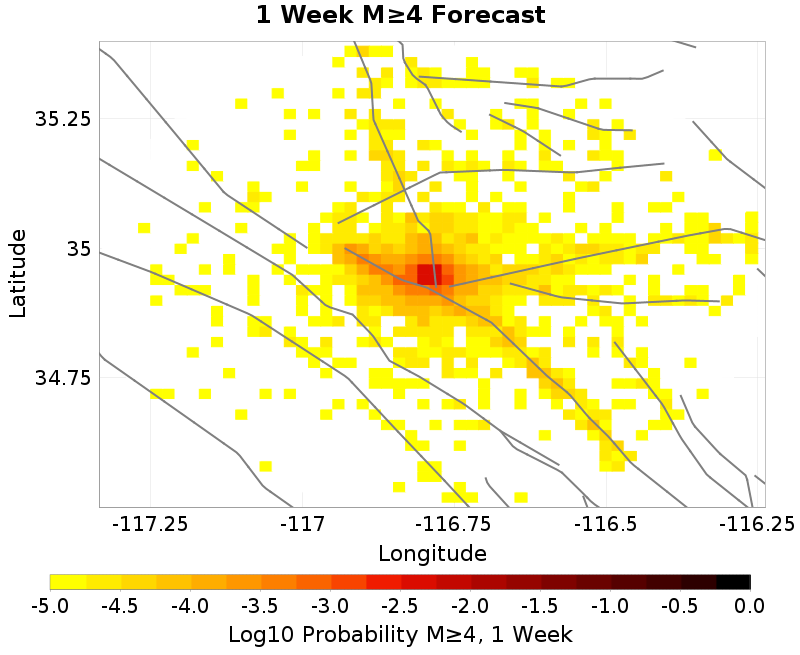 1 Week M≥4 Forecast
35.25
35
34.75
Latitude
-117.25 -117 -116.75 -116.5 -116.25
Longitude
-5.0 -4.5 -4.0 -3.5 -3.0 -2.5 -2.0 -1.5 -1.0 -0.5 0.0
Log10 Probability M≥4, 1 Week